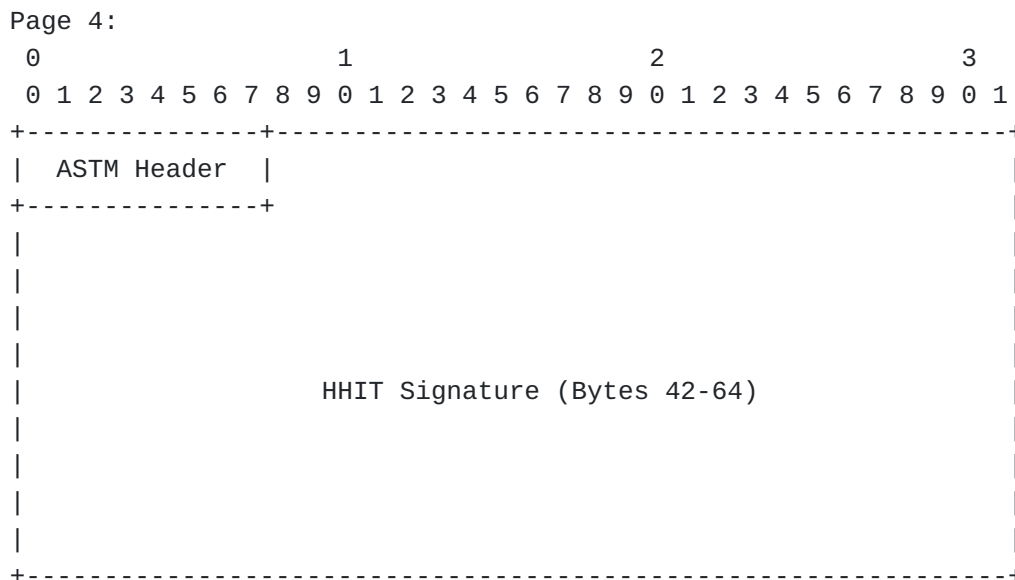 Page 4:
 0                   1                   2                   3
 0 1 2 3 4 5 6 7 8 9 0 1 2 3 4 5 6 7 8 9 0 1 2 3 4 5 6 7 8 9 0 1
+---------------+-----------------------------------------------+
|  ASTM Header  |                                               |
+---------------+                                               |
|                                                               |
|                                                               |
|                                                               |
|                                                               |
|                   HHIT Signature (Bytes 42-64)                |
|                                                               |
|                                                               |
|                                                               |
|                                                               |
+---------------------------------------------------------------+